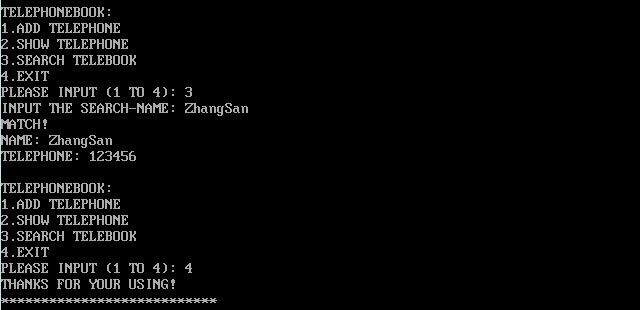 TELEPHONEBOOK:
1.ADD TELEPHONE
2.SHOW TELEPHONE
3.SEARCH TELEBOOK
4.EXIT
PLEASE INPUT (1 TO 4): 3
INPUT THE SEARCH-NAME: ZhangSan
MATCH!
NAME: ZhangSan
TELEPHONE: 123456
TELEPHONEBOOK:
1.ADD TELEPHONE
2.SHOW TELEPHONE
3.SEARCH TELEBOOK
4.EXIT
PLEASE INPUT (1 TO 4): 4
THANKS FOR YOUR USING!
***************************